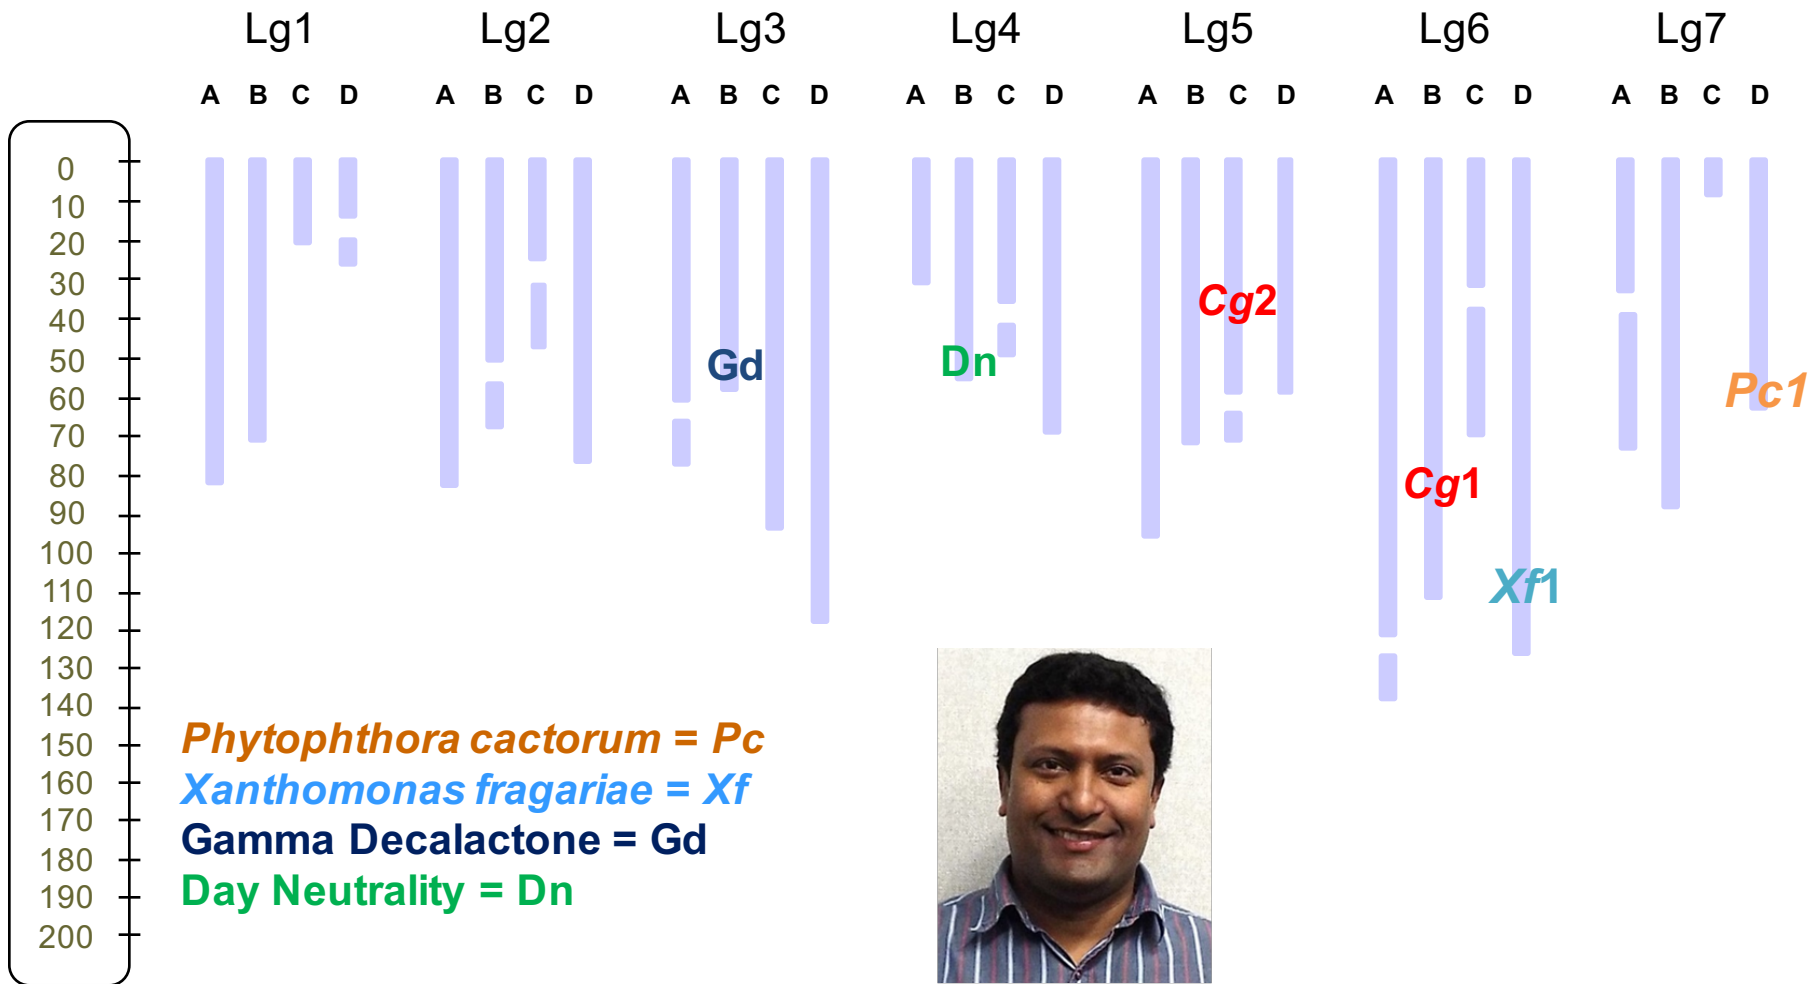 Lg1 Lg2 Lg3 Lg4 Lg5 Lg6 Lg7
A B C D A B C D A B C D A B C D A B C D A B C D A B C D
0
10
20
30
Cg2
40
50
Gd Dn
60
Pc1
70
80
Cg1
90
100
110
Xf1
120
130
140
150
Phytophthora cactorum = Pc
160
Xanthomonas fragariae = Xf
170
Gamma Decalactone = Gd
180
190
Day Neutrality = Dn
200